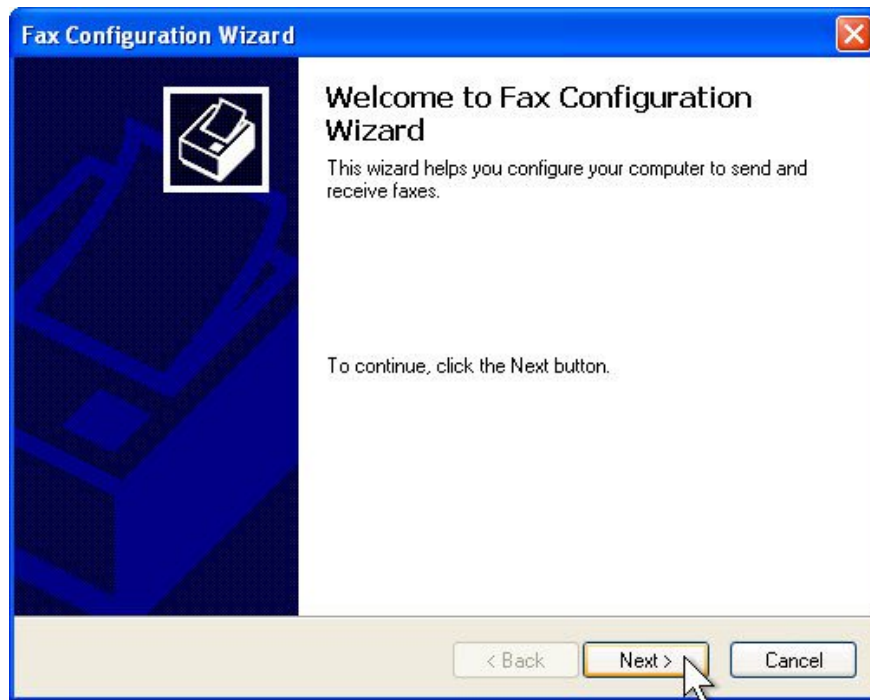 Fax Configuration Wizard
Welcome to Fax Configuration
Wizard
This wizard helps you configure your computer to send and
receive faxes.
To continue, click the Next button.
< Back Next > Cancel